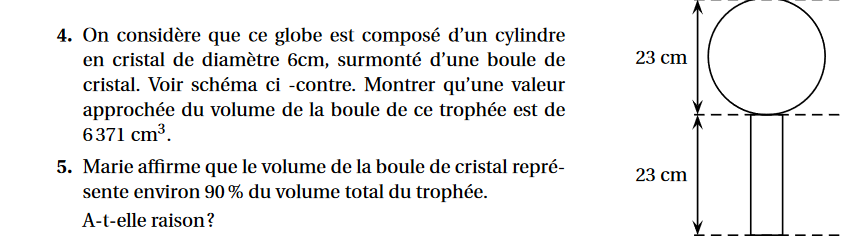 4. On considère que ce globe est composé d'un cylindre
en cristal de diamètre 6cm, surmonté d'une boule de
cristal. Voir schéma ci -contre. Montrer qu'une valeur
approchée du volume de la boule de ce trophée est de
6 371 cm³.
5. Marie affirme que le volume de la boule de cristal repré-
sente environ 90 % du volume total du trophée.
A-t-elle raison?
23 cm
23 cm